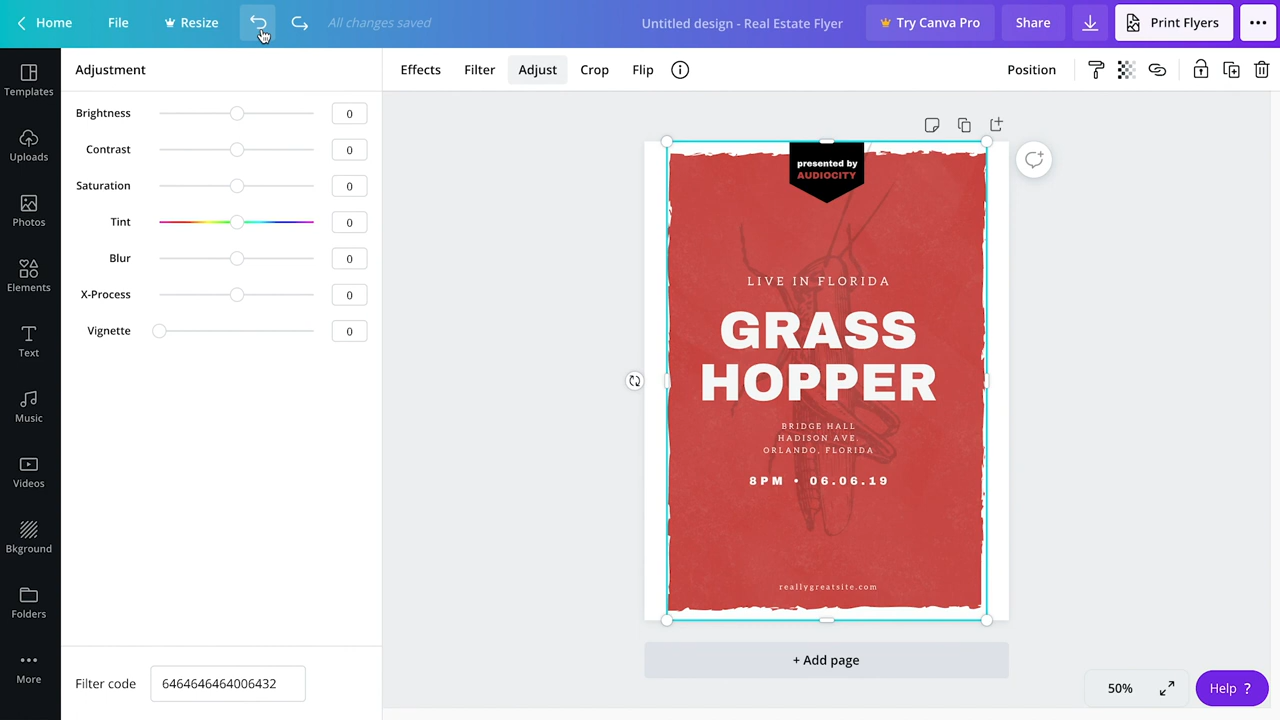 Home
File
Resize
All changes saved
Untitled design - Real Estate Flyer
Try Canva Pro
Share
Print Flyers
Templates
Uploads
Photos
Elements
Text
Music
Videos
Bkground
Folders
More
Adjustment
Brightness 0
Contrast 0
Saturation 0
Tint 0
Blur 0
X-Process 0
Vignette 0
Filter code 6464646464006432
Effects
Filter
Adjust
Crop
Flip
Position
presented by
AUDIOCITY
LIVE IN FLORIDA
GRASS
HOPPER
BRIDGE HALL
HADISON AVE.
ORLANDO, FLORIDA
8PM • 06.06.19
reallygreatsite.com
+ Add page
50%
Help ?